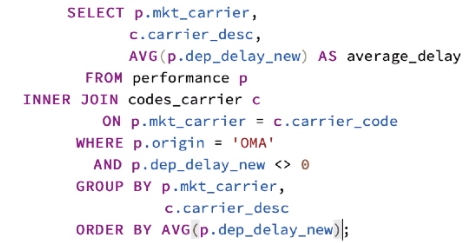 SELECT p.mkt_carrier,
c.carrier_desc,
AVG(p.dep_delay_new) AS average_delay
FROM performance p
INNER JOIN codes_carrier c
ON p.mkt_carrier = c.carrier_code
WHERE p.origin = 'OMA'
AND p.dep_delay_new <> 0
GROUP BY p.mkt_carrier,
c.carrier_desc
ORDER BY AVG(p.dep_delay_new);